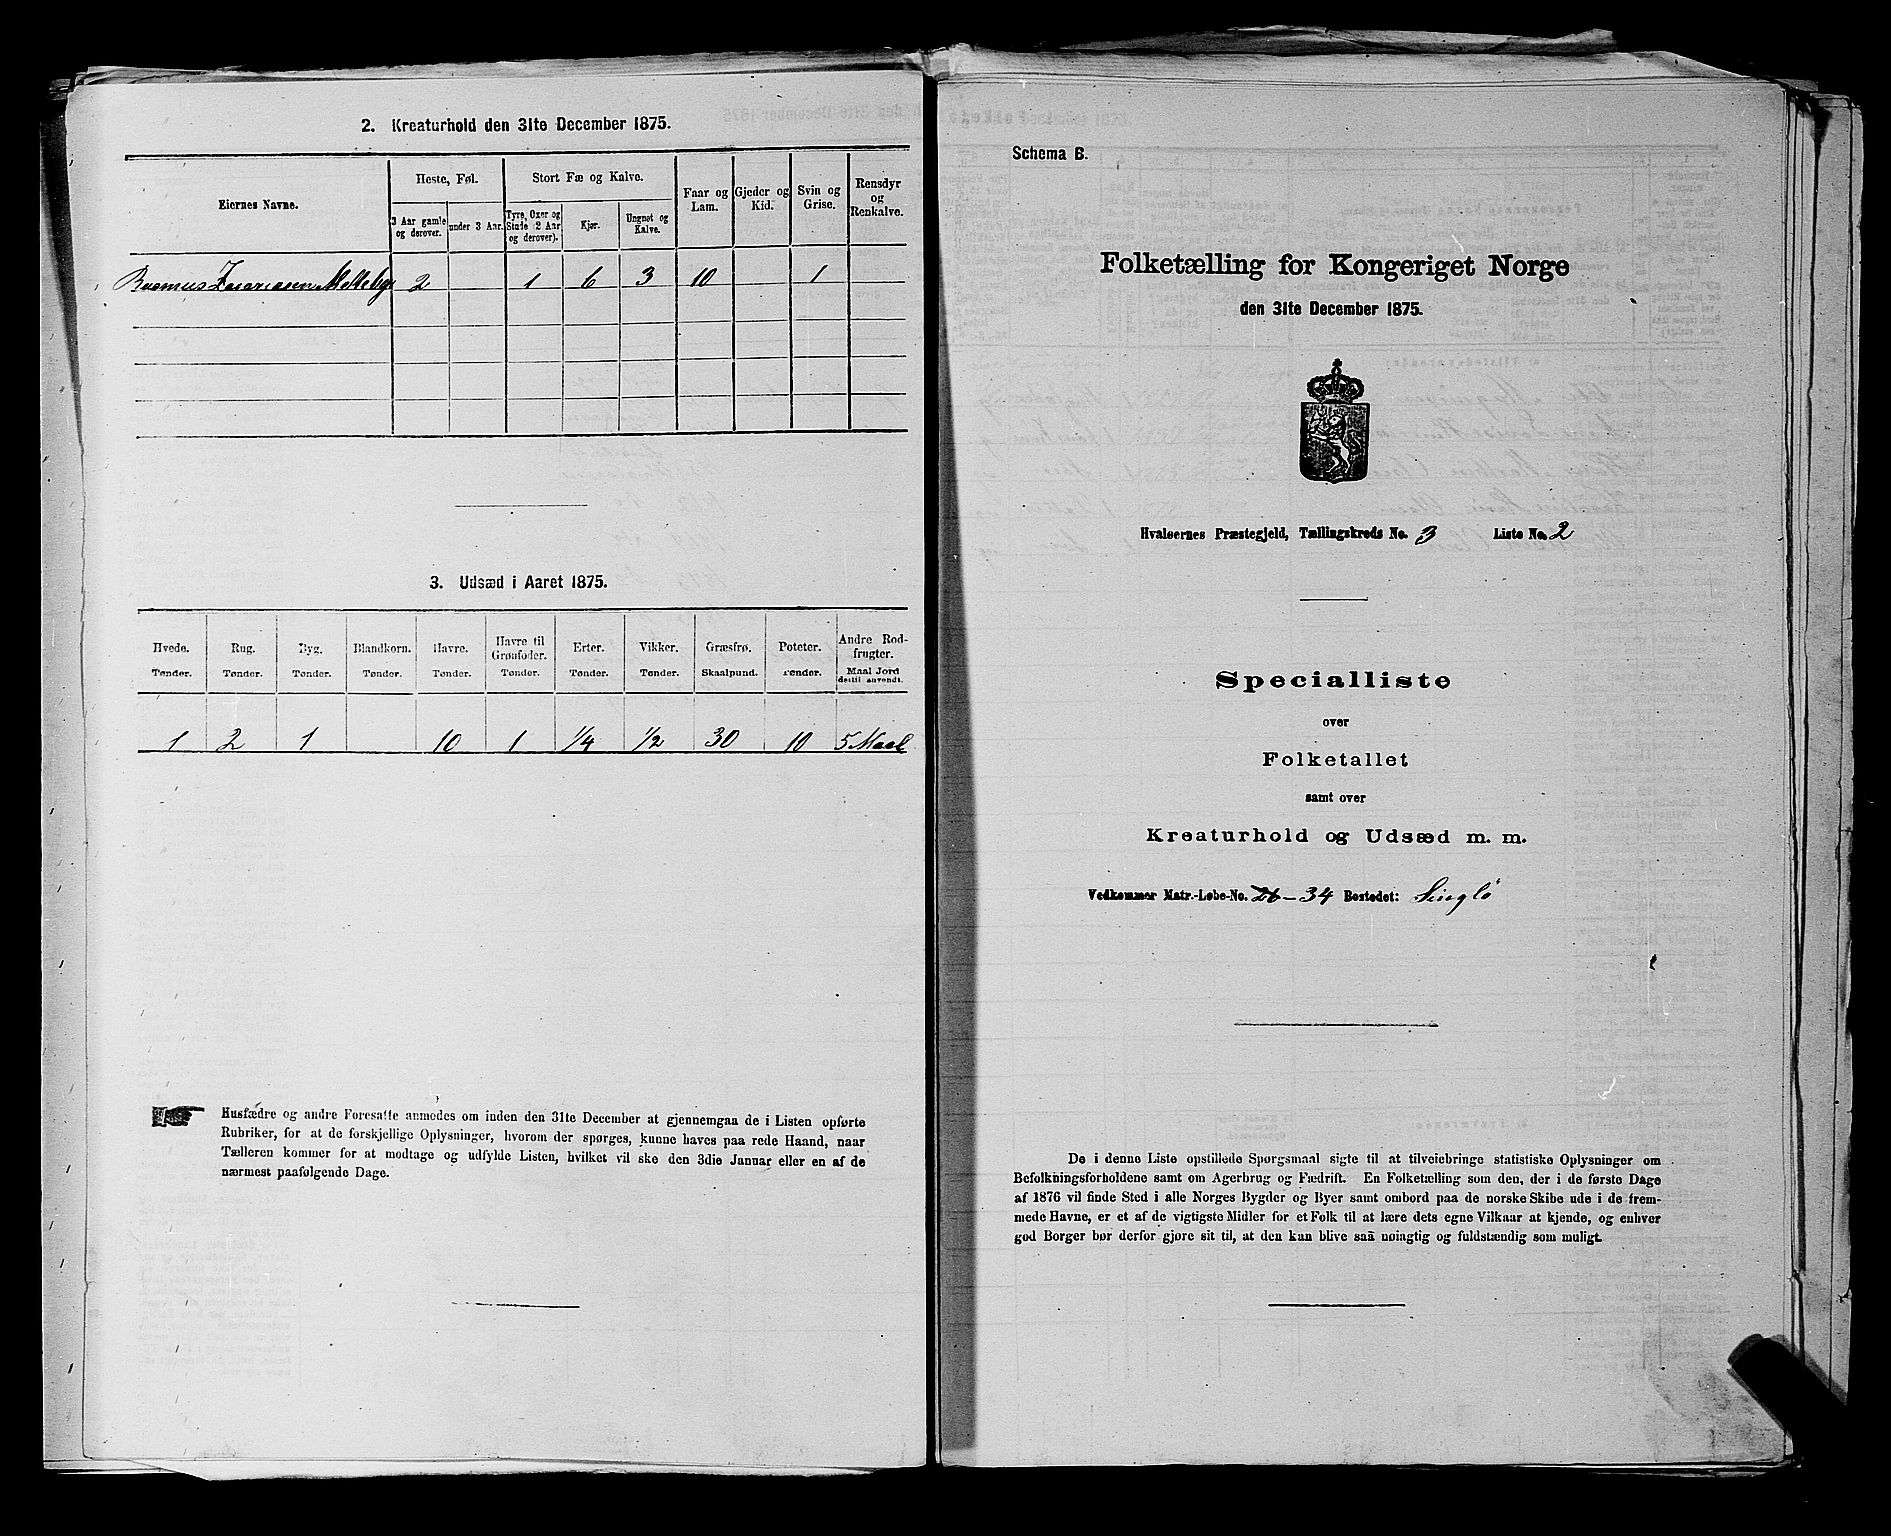 2. Kreaturhold den 31te December 1875.
Eiernes Navne.
Heste, Føl.
Stort Fæ og Kalve.
Faar og Lam.
Gjeder og Kid.
Svin og Grise.
Rensdyr og Renkalve.
3 Aar gamle og derover.
under 3 Aar.
Tyre, Oxer og Stude 2 Aar og derover).
Kjør.
Ungnøt og Kalve.
Rasmus Zacariasen Melleby 2 1 6 3 10 1
3. Udsæd i Aaret 1875.
Hvede. Rug. Byg. Blandkorn. Havre. Havre til Grønfoder. Erter. Vikker. Græsfrø. Poteter. Andre Rodfrugter.
Tønder. Tønder. Tønder. Tønder. Tønder. Tønder. Tønder. Tønder. Skaalpund. Tønder. Maal Jord dertil anvendt.
1 2 1 10 1 1/4 1/2 30 10 5 Maal
Husfædre og andre Foresatte anmodes om inden den 31te December at gjennemgaa de i Listen opførte
Rubriker, for at de forskjellige Oplysninger, hvorom der spørges, kunne haves paa rede Haand, naar
Tælleren kommer for at modtage og udfylde Listen, hvilket vil ske den 3die Januar eller en af de
nærmest paafølgende Dage.
Schema B.
Folketælling for Kongeriget Norge
den 31te December 1875.
Hvaløernes Præstegjeld, Tællingskreds No. 3 Liste No. 2
Specialliste
over
Folketallet
samt over
Kreaturhold og Udsæd m. m.
Vedkommer Matr.-Løbe-No. 26 - 34 Bostedet: Singlö
De i denne Liste opstillede Spørgsmaal sigte til at tilveiebringe statistiske Oplysninger om
Befolkningsforholdene samt om Agerbrug og Fædrift. En Folketælling som den, der i de første Dage
af 1876 vil finde Sted i alle Norges Bygder og Byer samt ombord paa de norske Skibe ude i de frem-
mede Havne, er et af de vigtigste Midler for et Folk til at lære dets egne Vilkaar at kjende, og enhver
god Borger bør derfor gjøre sit til, at den kan blive saa nøiagtig og fuldstændig som muligt.